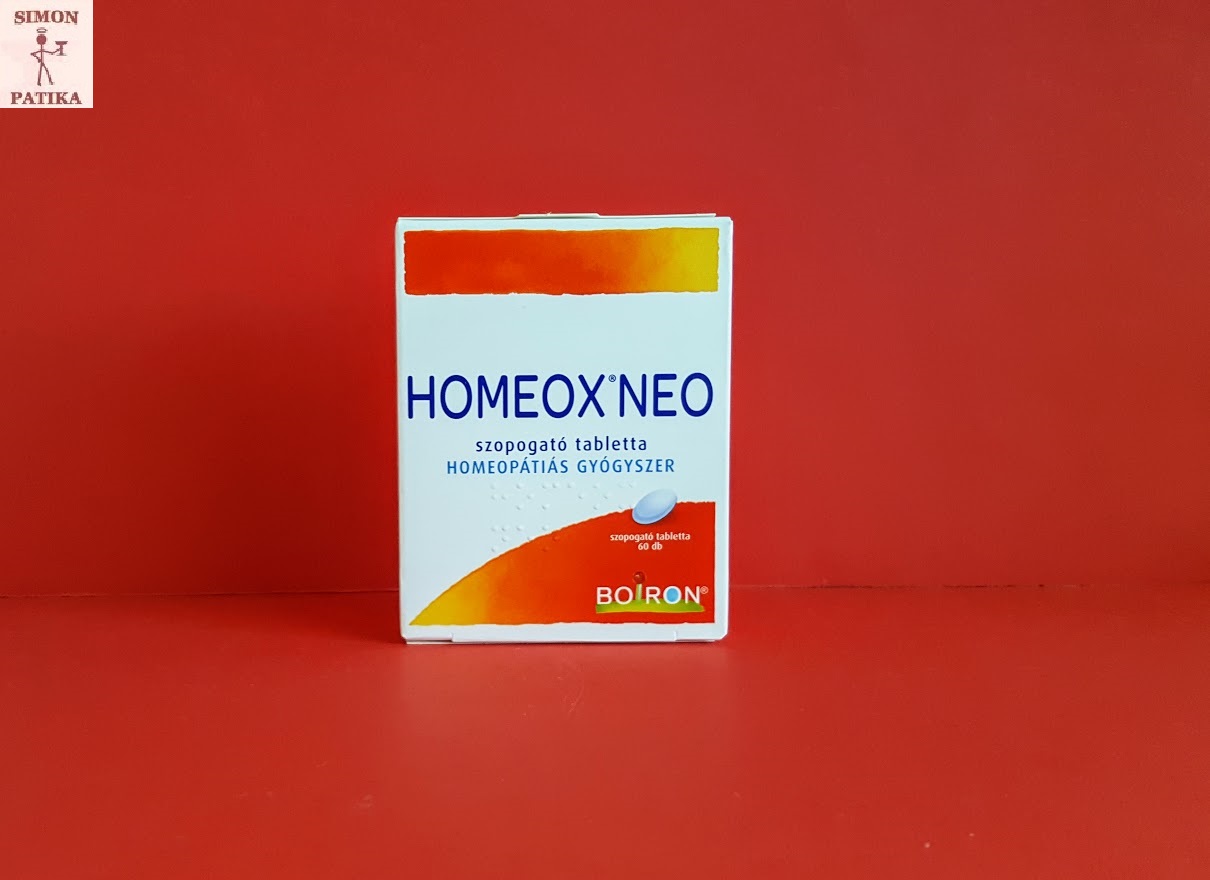 SIMON
PATIKA
HOMEOX® NEO
szopogató tabletta
HOMEOPÁTIÁS GYÓGYSZER
szopogató tabletta
60 db
BOIRON®